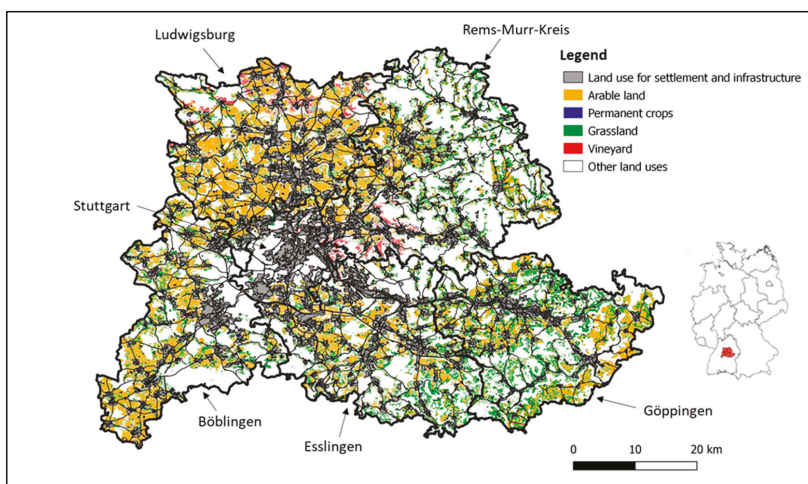 Ludwigsburg
Rems-Murr-Kreis
Legend
Land use for settlement and infrastructure
Arable land
Permanent crops
Grassland
Vineyard
Other land uses
Stuttgart
Böblingen
Esslingen
Göppingen
0 10 20 km